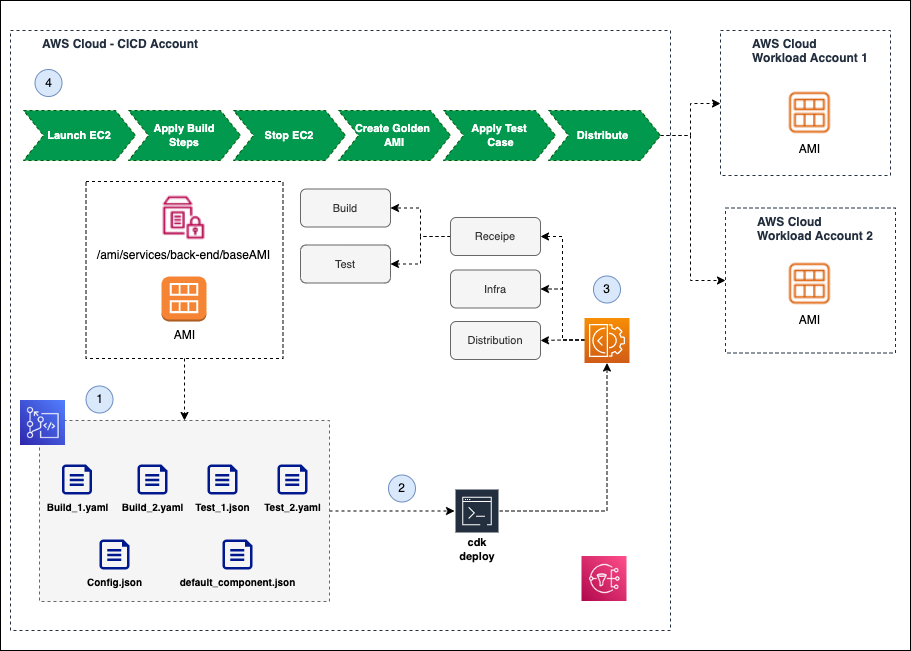 AWS Cloud - CICD Account
AWS Cloud
Workload Account 1
4
Launch EC2
Apply Build
Steps
Stop EC2
Create Golden
AMI
Apply Test
Case
Distribute
AMI
/ami/services/back-end/baseAMI
AMI
Build
Test
Receipe
Infra
Distribution
3
AWS Cloud
Workload Account 2
AMI
1
Build_1.yaml
Build_2.yaml
Test_1.json
Test_2.yaml
Config.json
default_component.json
2
cdk
deploy